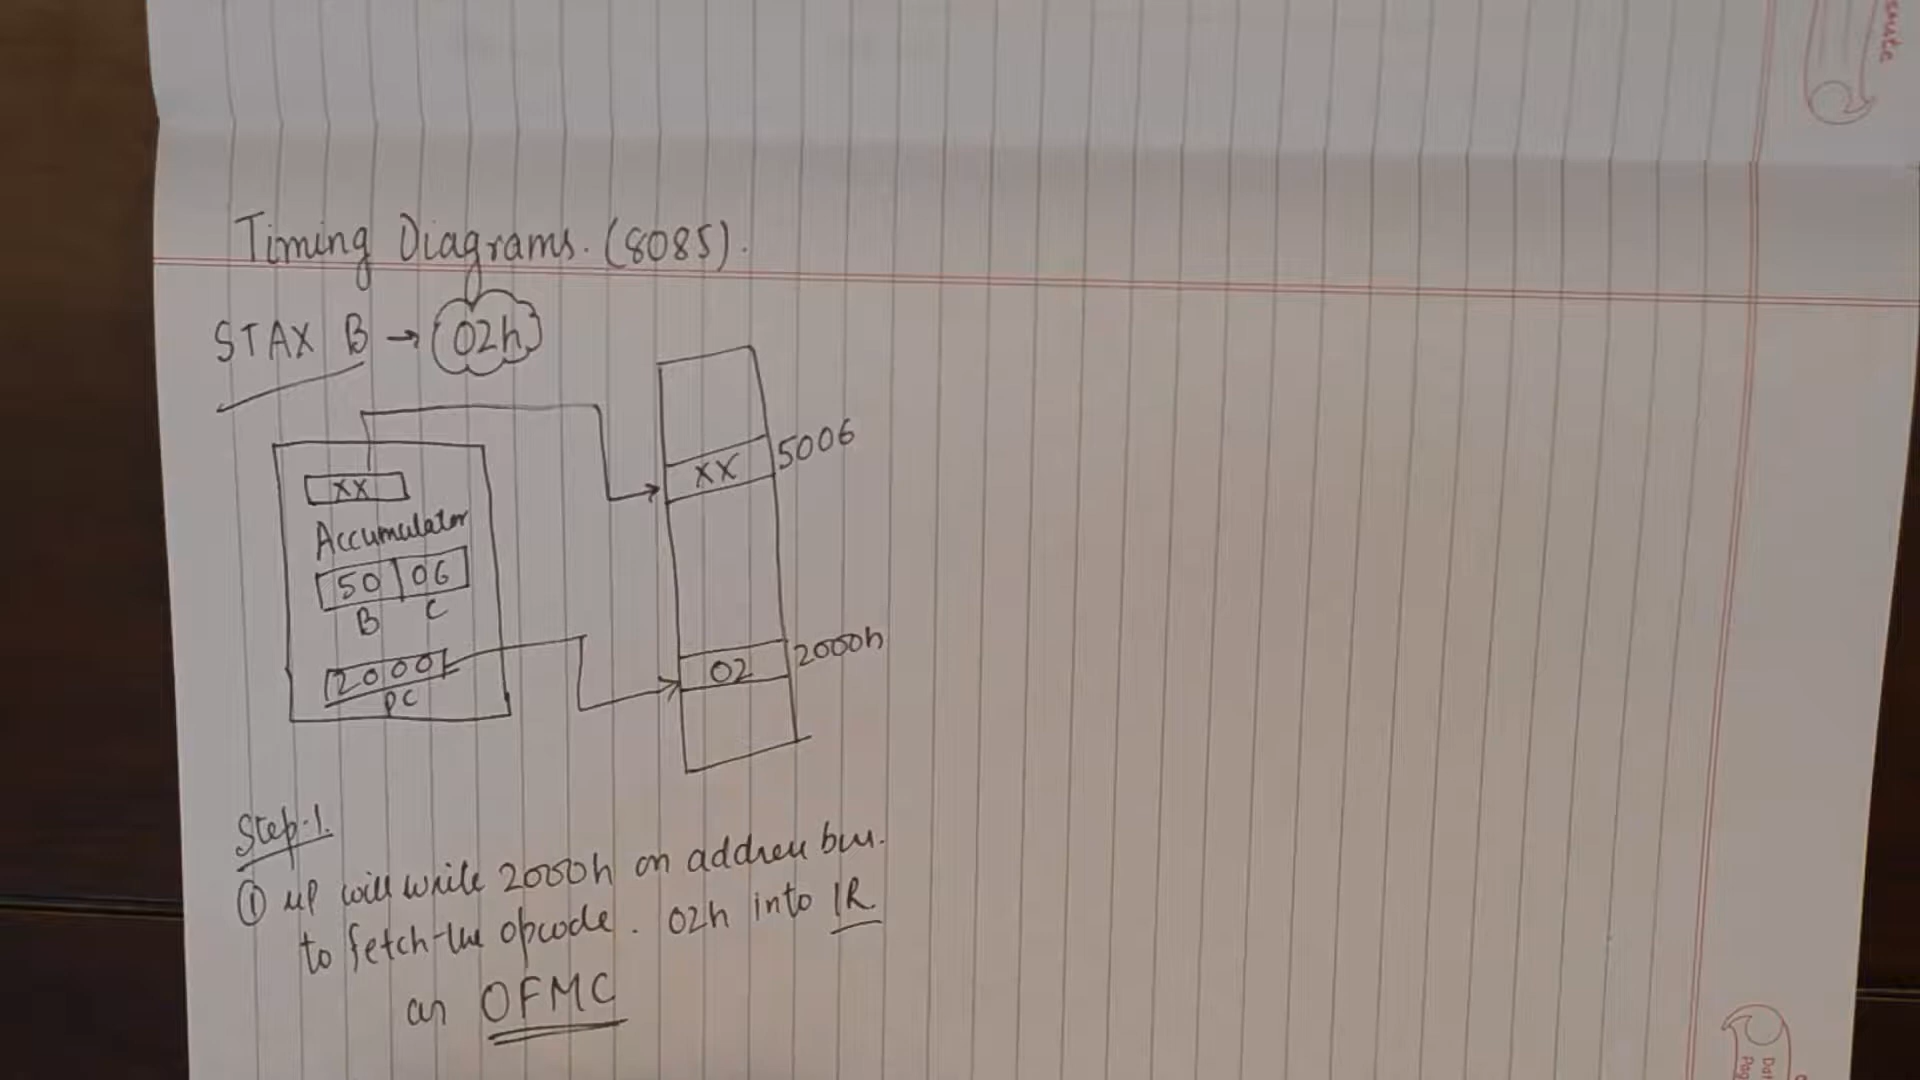 Timing Diagrams. (8085).
STAX B → 02h
XX
Accumulator
50 06
B C
2000
PC
XX 5006
02 2000h
Step-1.
① up will write 2000h on address bus.
to fetch the opcode. 02h into IR
an OFMC